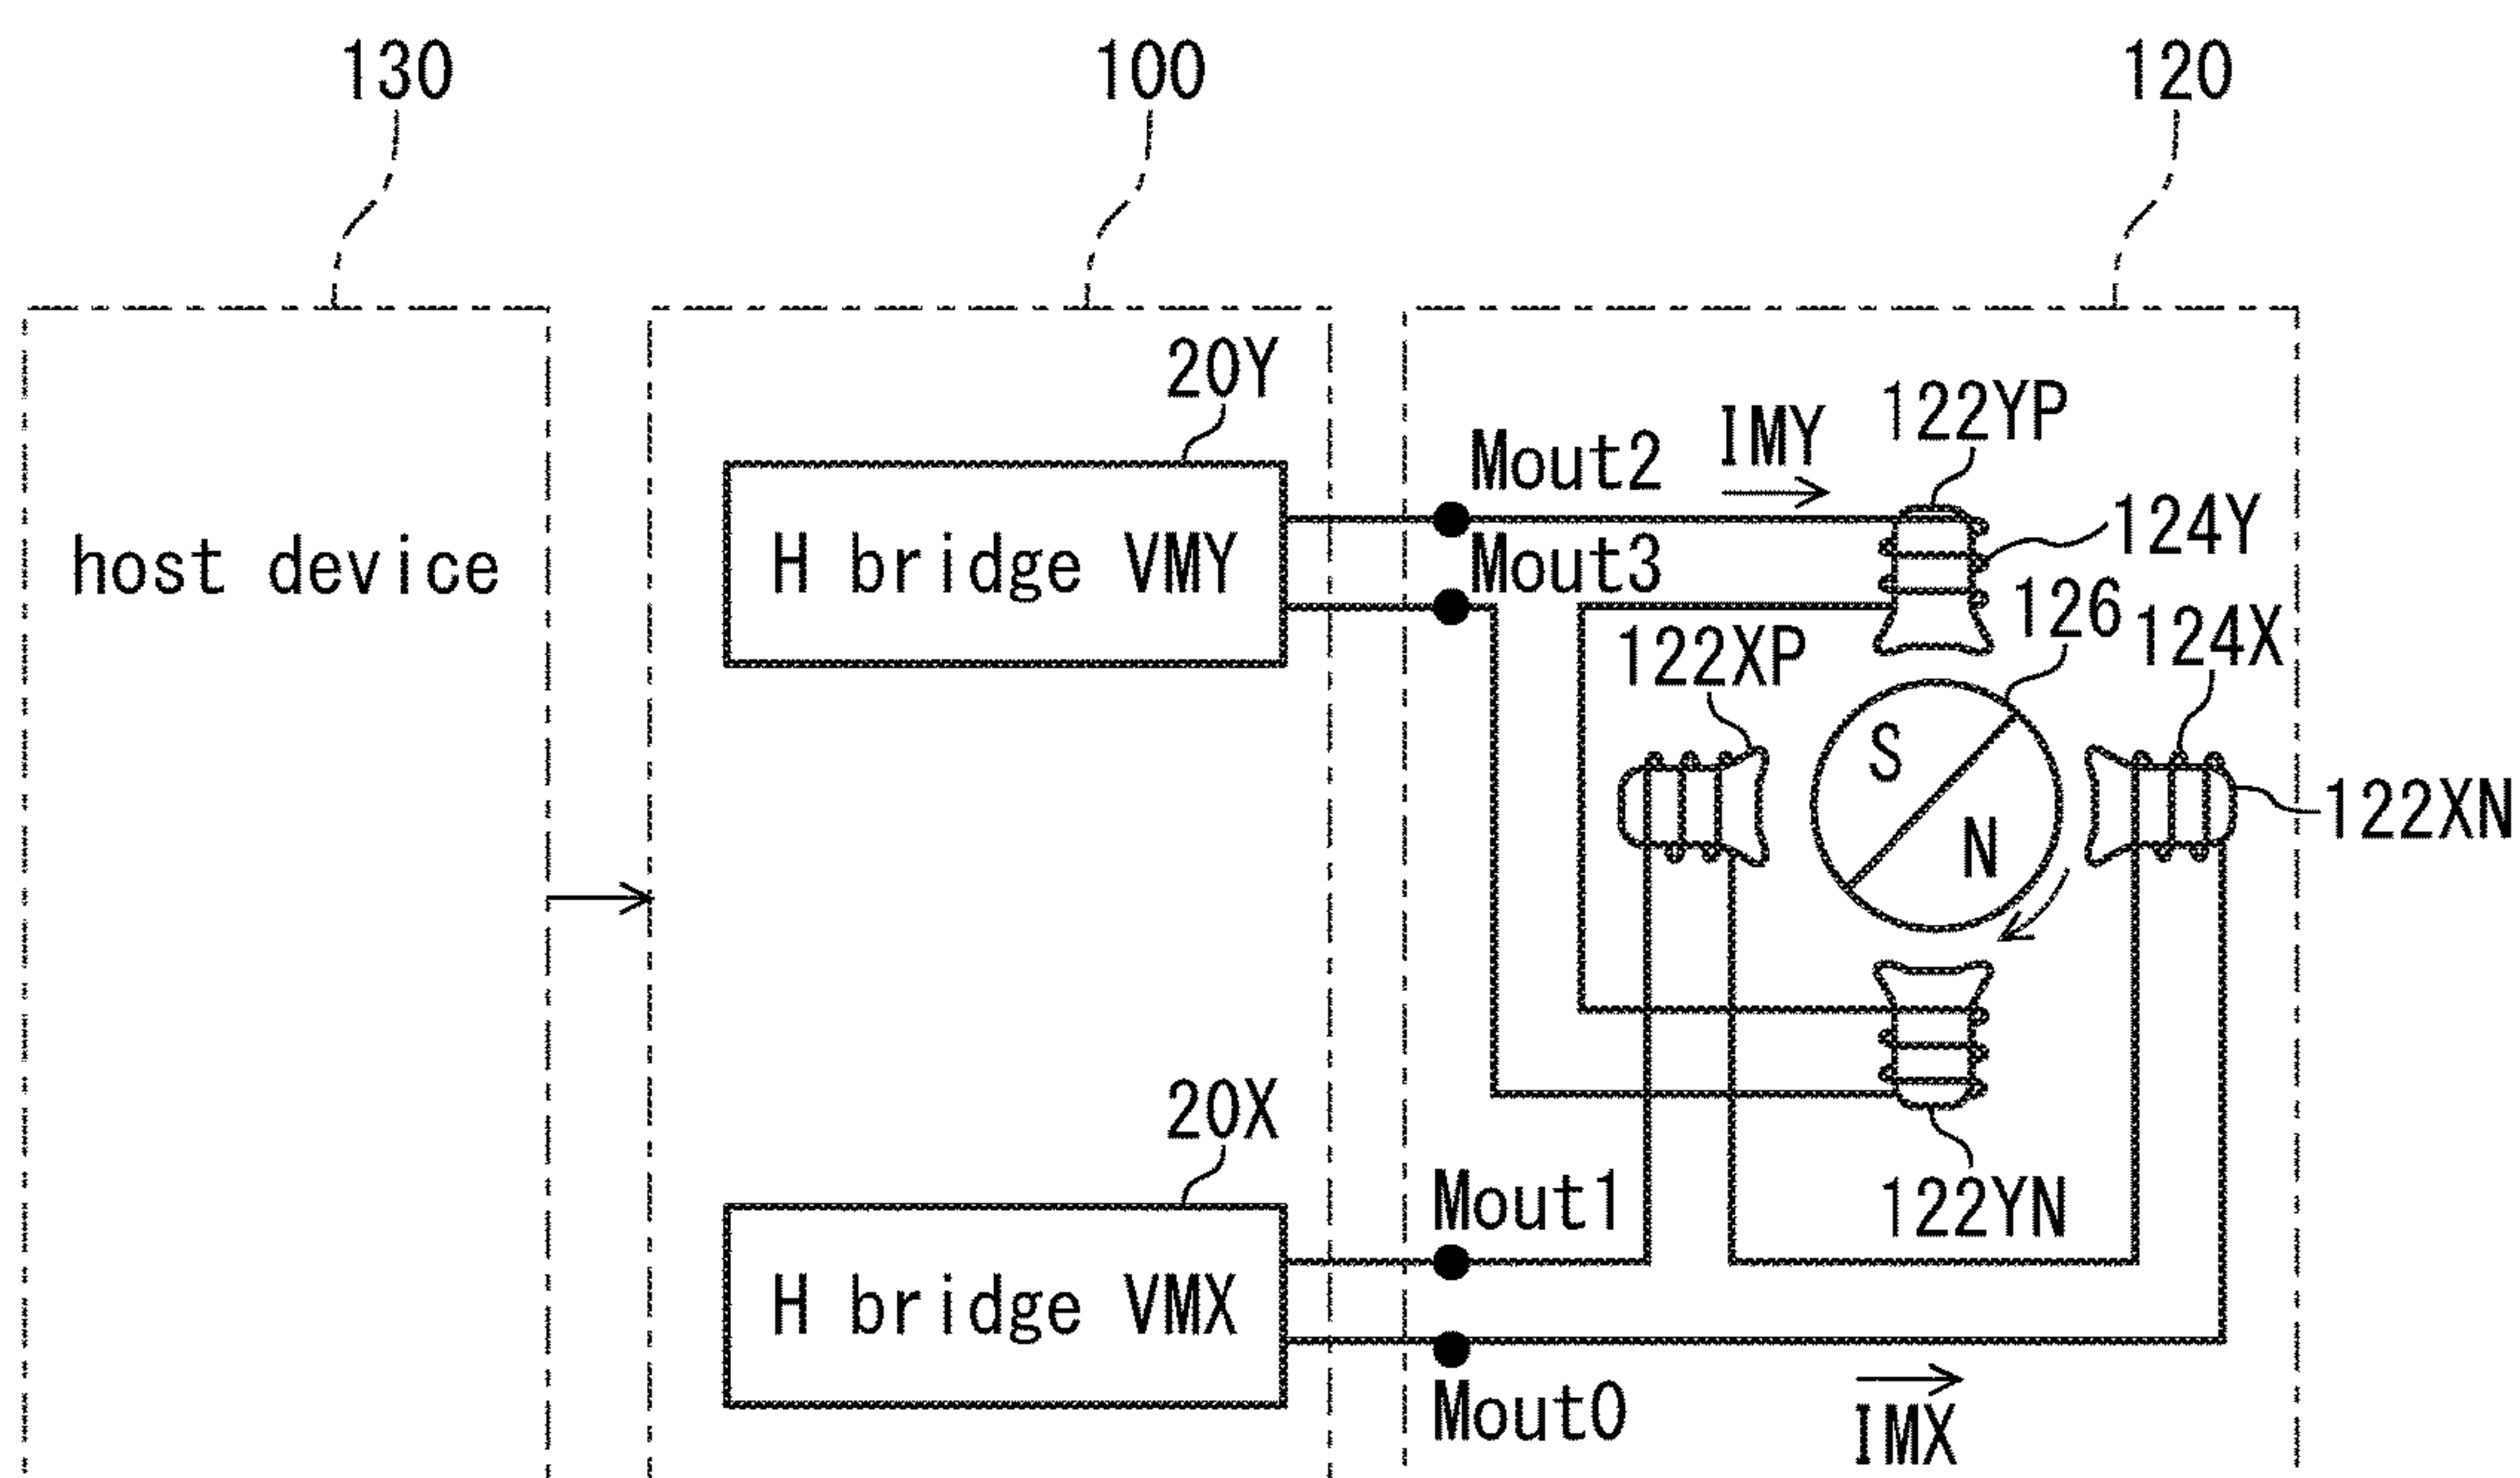 130
100
120
20Y
host device
H bridge VMY
Mout2
IMY
122YP
Mout3
124Y
126
122XP
124X
S
N
122XN
20X
Mout1
122YN
H bridge VMX
Mout0
IMX